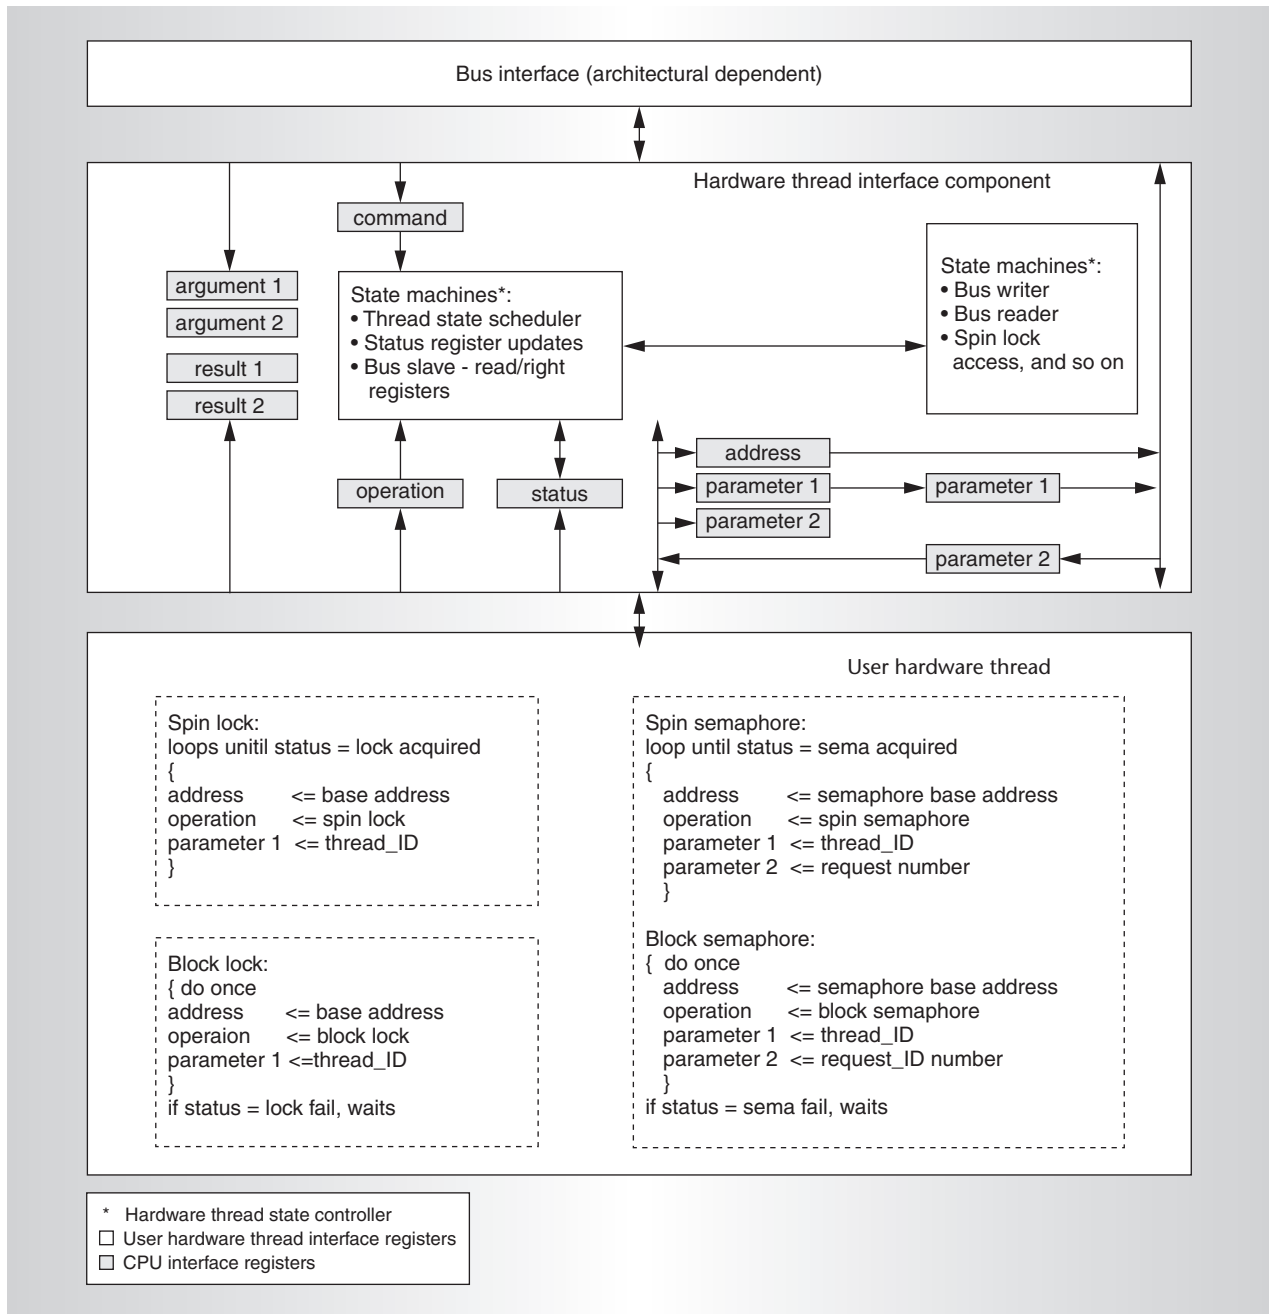 Bus interface (architectural dependent)
Hardware thread interface component
command
argument 1
argument 2
result 1
result 2
State machines*:
• Thread state scheduler
• Status register updates
• Bus slave - read/right
registers
State machines*:
• Bus writer
• Bus reader
• Spin lock
access, and so on
operation
status
address
parameter 1
parameter 2
parameter 1
parameter 2
User hardware thread
Spin lock:
loops unitil status = lock acquired
{
address <= base address
operation <= spin lock
parameter 1 <= thread_ID
}
Block lock:
{ do once
address <= base address
operaion <= block lock
parameter 1 <=thread_ID
}
if status = lock fail, waits
Spin semaphore:
loop until status = sema acquired
{
address <= semaphore base address
operation <= spin semaphore
parameter 1 <= thread_ID
parameter 2 <= request number
}
Block semaphore:
{ do once
address <= semaphore base address
operation <= block semaphore
parameter 1 <= thread_ID
parameter 2 <= request_ID number
}
if status = sema fail, waits
* Hardware thread state controller
User hardware thread interface registers
CPU interface registers